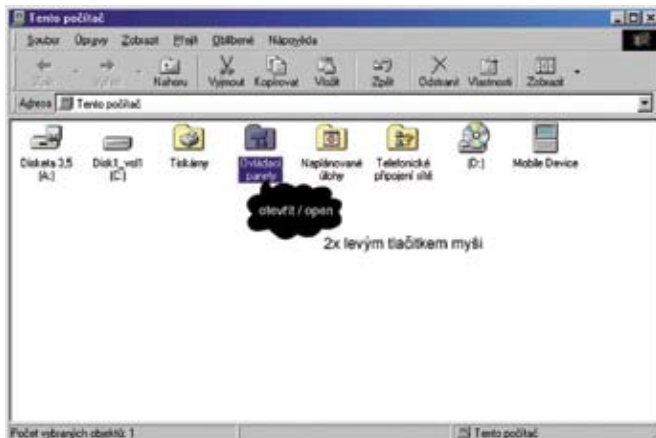 Tento počítač
Soubor Úpravy Zobrazit Přejít Oblíbené Nápověda
Zpět Vpřed Nahoru Vyjmout Kopírovat Vložit Zpět Odstranit Vlastnosti Zobrazit
Adresa Tento počítač
Disketa 3,5 (A:)
Disk1_vol1 (C:)
Tiskárny
Ovládací panely
Naplánované úlohy
Telefonické připojení sítě
(D:)
Mobile Device
otevřít / open
2x levým tlačítkem myši
Počet vybraných objektů: 1
Tento počítač